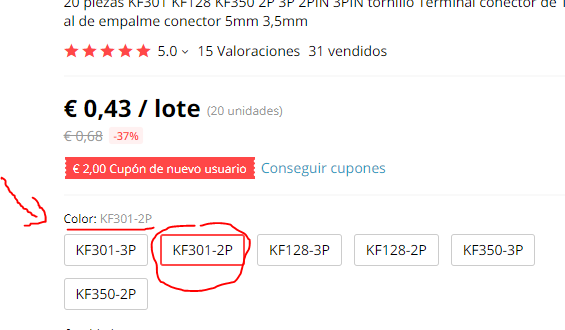 20 piezas KF301 KF128 KF350 2P 3P 2PIN 3PIN tornillo Terminal conector de
al de empalme conector 5mm 3,5mm
5.0 15 Valoraciones 31 vendidos
€ 0,43 / lote (20 unidades)
€ 0,68 -37%
€ 2,00 Cupón de nuevo usuario Conseguir cupones
Color: KF301-2P
KF301-3P KF301-2P KF128-3P KF128-2P KF350-3P
KF350-2P